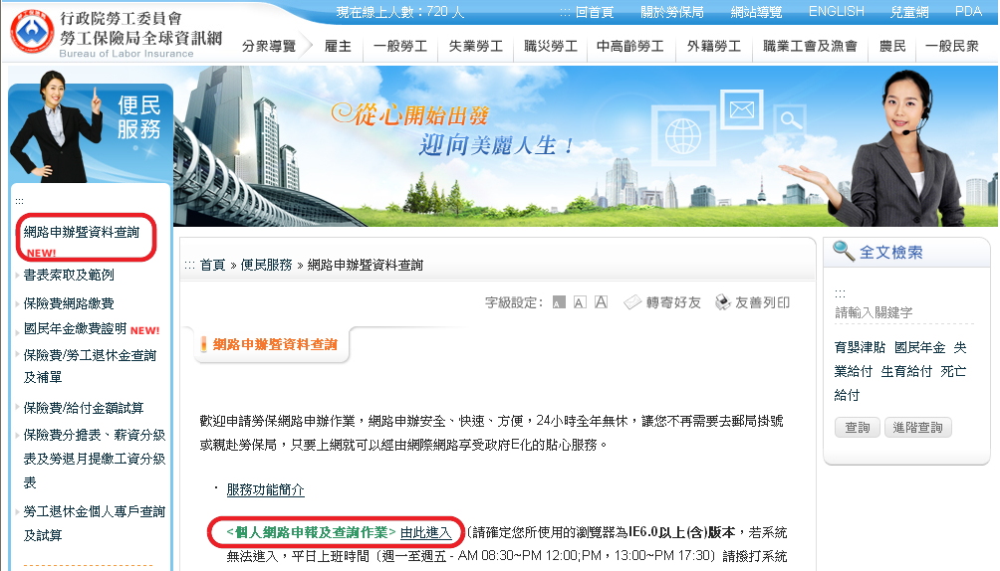 行政院勞工委員會
勞工保險局全球資訊網
Bureau of Labor Insurance
現在線上人數：720 人
::: 回首頁 關於勞保局 網站導覽 ENGLISH 兒童網 PDA
分眾導覽 雇主 一般勞工 失業勞工 職災勞工 中高齡勞工 外籍勞工 職業工會及漁會 農民 一般民眾
便民
服務
從心開始出發
迎向美麗人生！
:::
網路申辦暨資料查詢
NEW!
書表索取及範例
保險費網路繳費
國民年金繳費證明 NEW!
保險費/勞工退休金查詢
及補單
保險費/給付金額試算
保險費分擔表、薪資分級
表及勞退月提繳工資分級
表
勞工退休金個人專戶查詢
及試算
::: 首頁 » 便民服務 » 網路申辦暨資料查詢
字級設定： A A A 轉寄好友 友善列印
網路申辦暨資料查詢
歡迎申請勞保網路申辦作業，網路申辦安全、快速、方便，24小時全年無休，讓您不再需要去郵局掛號
或親赴勞保局，只要上網就可以經由網際網路享受政府E化的貼心服務。
· 服務功能簡介
<個人網路申報及查詢作業> 由此進入〔請確定您所使用的瀏覽器為IE6.0以上(含)版本，若系統
無法進入，平日上班時間〔週一至週五 - AM 08:30~PM 12:00;PM，13:00~PM 17:30〕請撥打系統
全文檢索
:::
請輸入關鍵字
育嬰津貼 國民年金 失
業給付 生育給付 死亡
給付
查詢 進階查詢